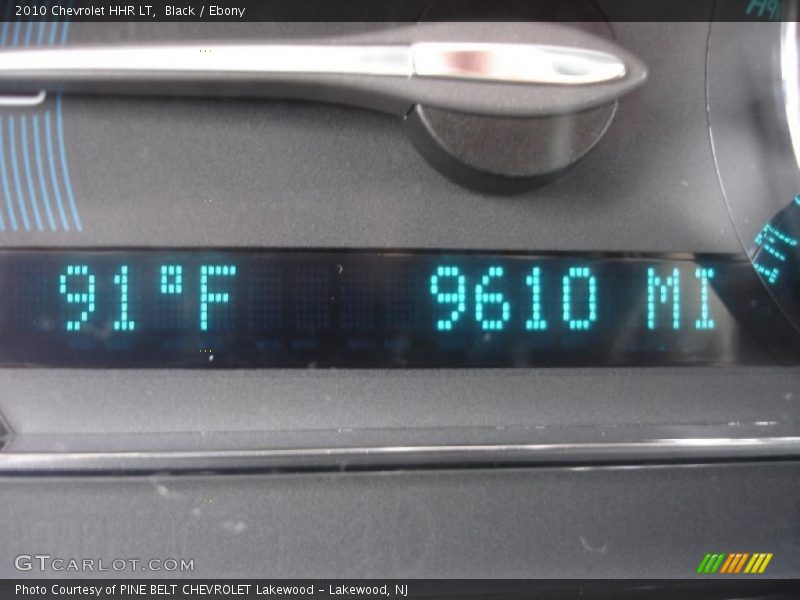 2010 Chevrolet HHR LT,  Black / Ebony
91°F 9610 MI
GTCARLOT.COM
Photo Courtesy of PINE BELT CHEVROLET Lakewood - Lakewood, NJ